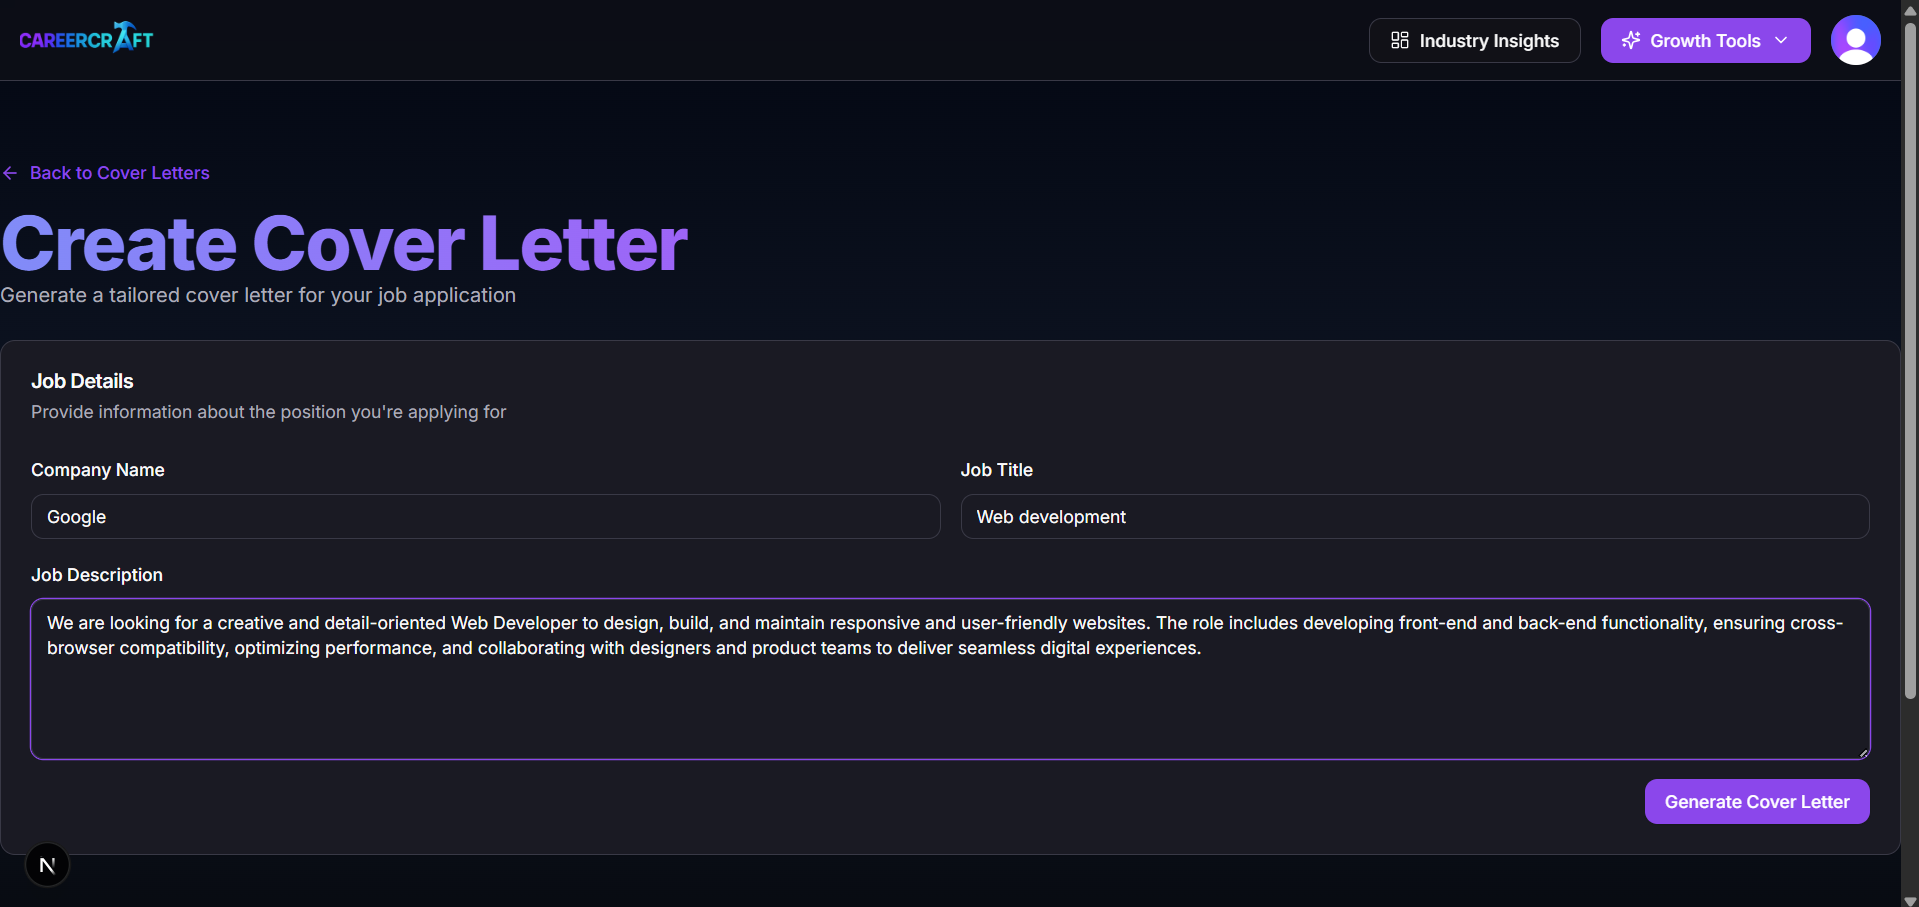 CAREERCRAFT
Industry Insights
Growth Tools
Back to Cover Letters
Create Cover Letter
Generate a tailored cover letter for your job application
Job Details
Provide information about the position you're applying for
Company Name
Job Title
Google
Web development
Job Description
We are looking for a creative and detail-oriented Web Developer to design, build, and maintain responsive and user-friendly websites. The role includes developing front-end and back-end functionality, ensuring cross-
browser compatibility, optimizing performance, and collaborating with designers and product teams to deliver seamless digital experiences.
Generate Cover Letter
N